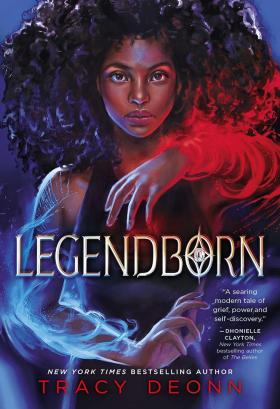 LEGENDBORN
"A searing
modern tale of
grief, power, and
self-discovery."
—DHONIELLE
CLAYTON,
New York Times
bestselling author
of The Belles
NEW YORK TIMES BESTSELLING AUTHOR
TRACY DEONN